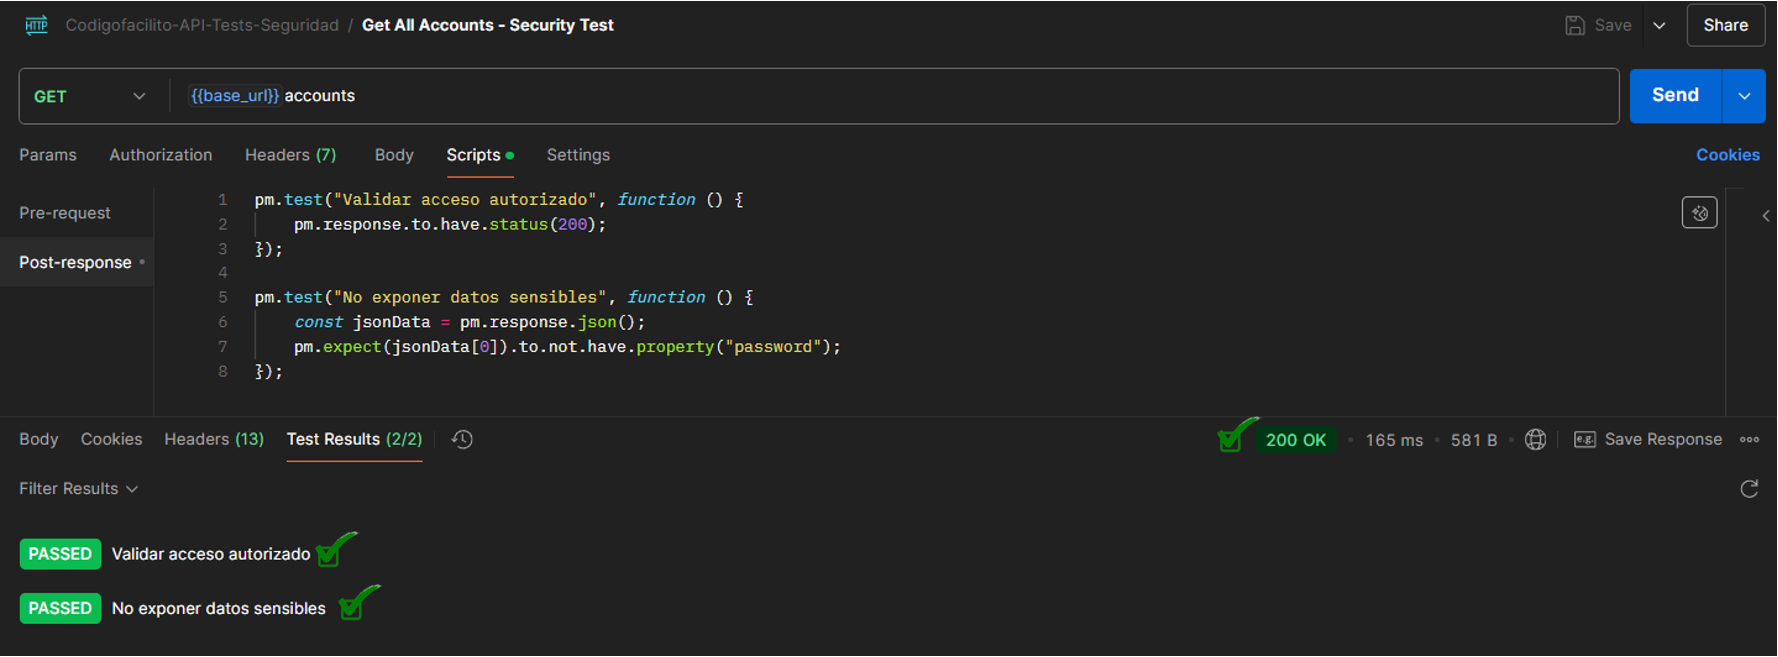 HTTP Codigofacilito-API-Tests-Seguridad / Get All Accounts - Security Test Save Share
GET {{base_url}} accounts Send
Params Authorization Headers (7) Body Scripts Settings Cookies
Pre-request
Post-response
1 pm.test("Validar acceso autorizado", function () {
2 pm.response.to.have.status(200);
3 });
4
5 pm.test("No exponer datos sensibles", function () {
6 const jsonData = pm.response.json();
7 pm.expect(jsonData[0]).to.not.have.property("password");
8 });
Body Cookies Headers (13) Test Results (2/2) 200 OK • 165 ms • 581 B • e.g. Save Response
Filter Results
PASSED Validar acceso autorizado
PASSED No exponer datos sensibles